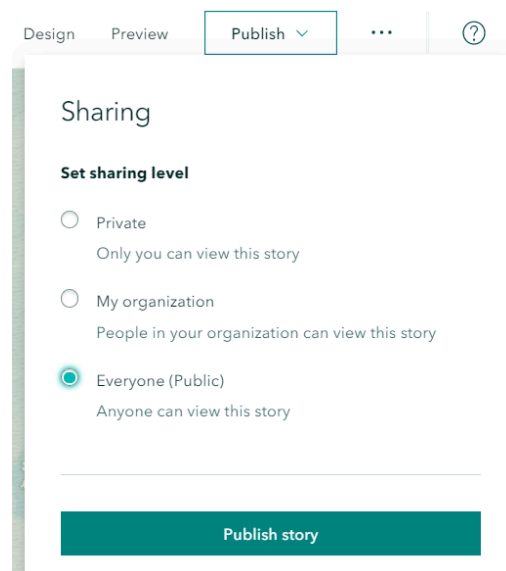 Design Preview Publish ... ?
Sharing
Set sharing level
Private
Only you can view this story
My organization
People in your organization can view this story
Everyone (Public)
Anyone can view this story
Publish story